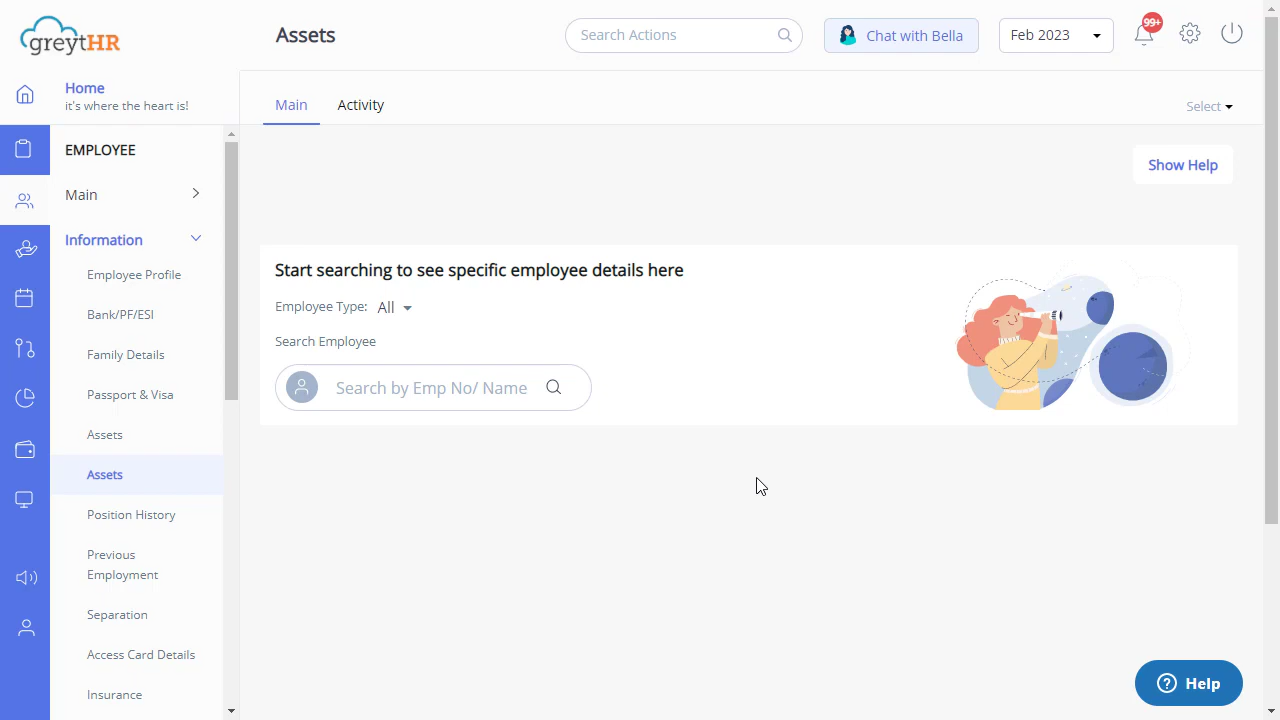 greytHR
Assets
Search Actions
Chat with Bella
Feb 2023
99+
Home
it's where the heart is!
Main
Activity
Select
EMPLOYEE
Main
Information
Employee Profile
Bank/PF/ESI
Family Details
Passport & Visa
Assets
Assets
Position History
Previous
Employment
Separation
Access Card Details
Insurance
Show Help
Start searching to see specific employee details here
Employee Type: All
Search Employee
Search by Emp No/ Name
Help